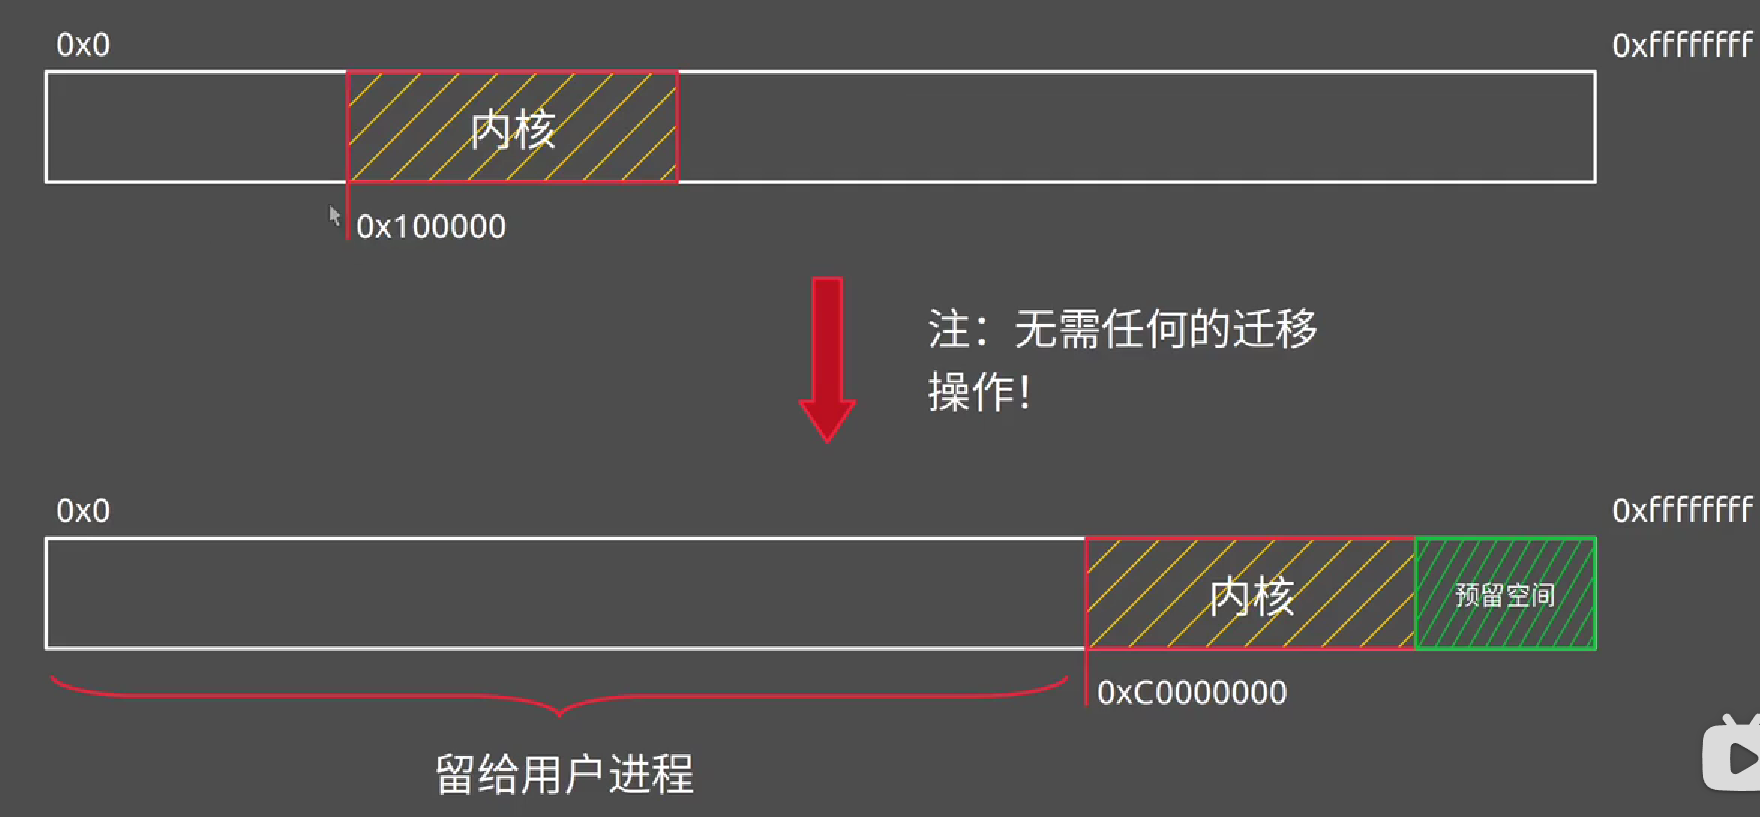 0x0
0xffffffff
内核
0x100000
注：无需任何的迁移
操作！
0x0
0xffffffff
内核
预留空间
0xC0000000
留给用户进程